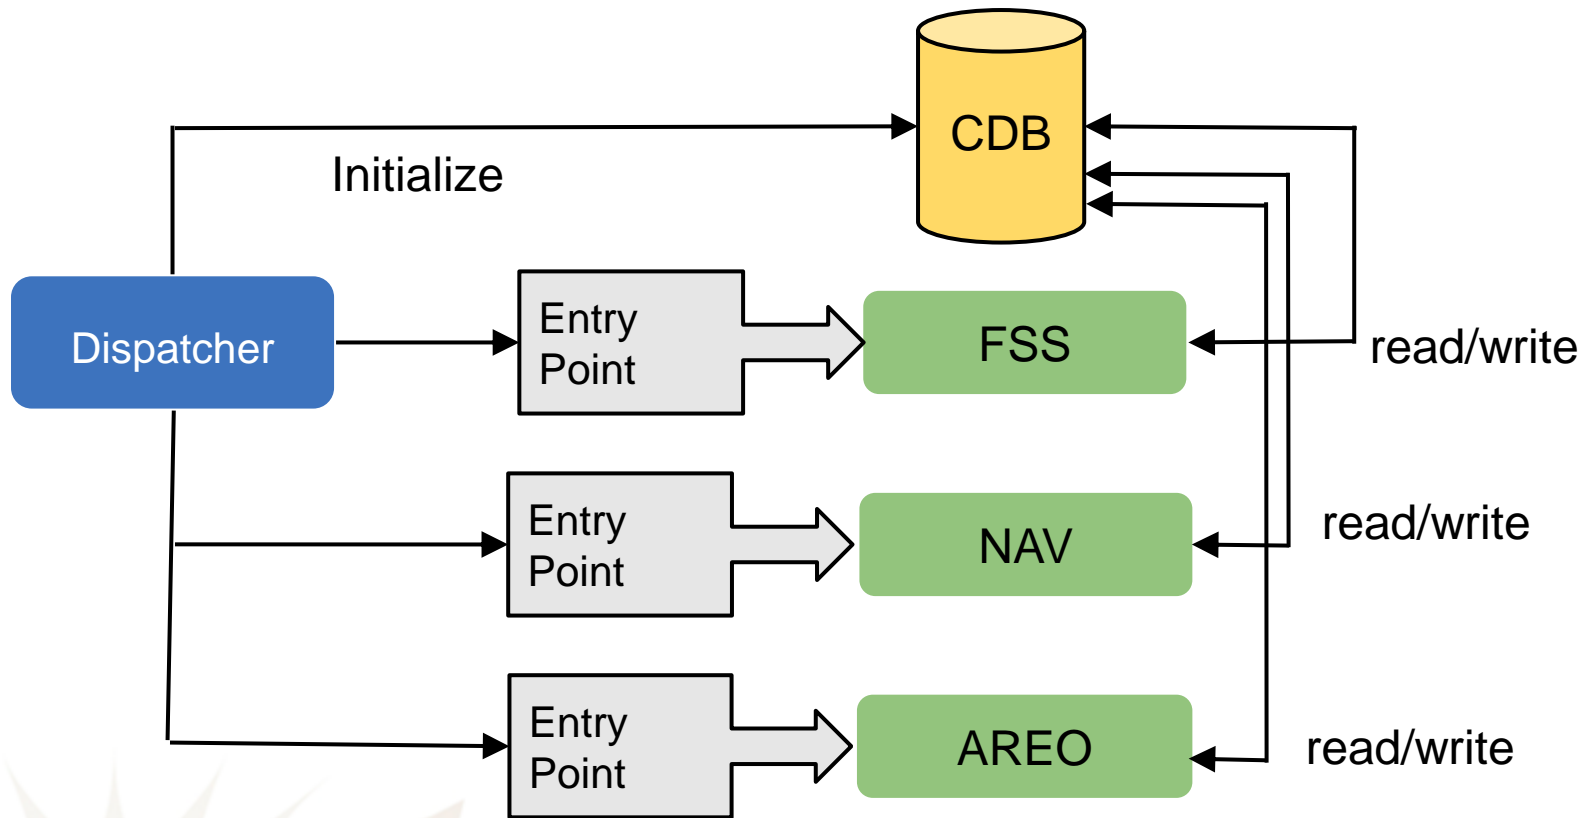 CDB
Initialize
Dispatcher
Entry
Point
FSS
read/write
Entry
Point
NAV
read/write
Entry
Point
AREO
read/write